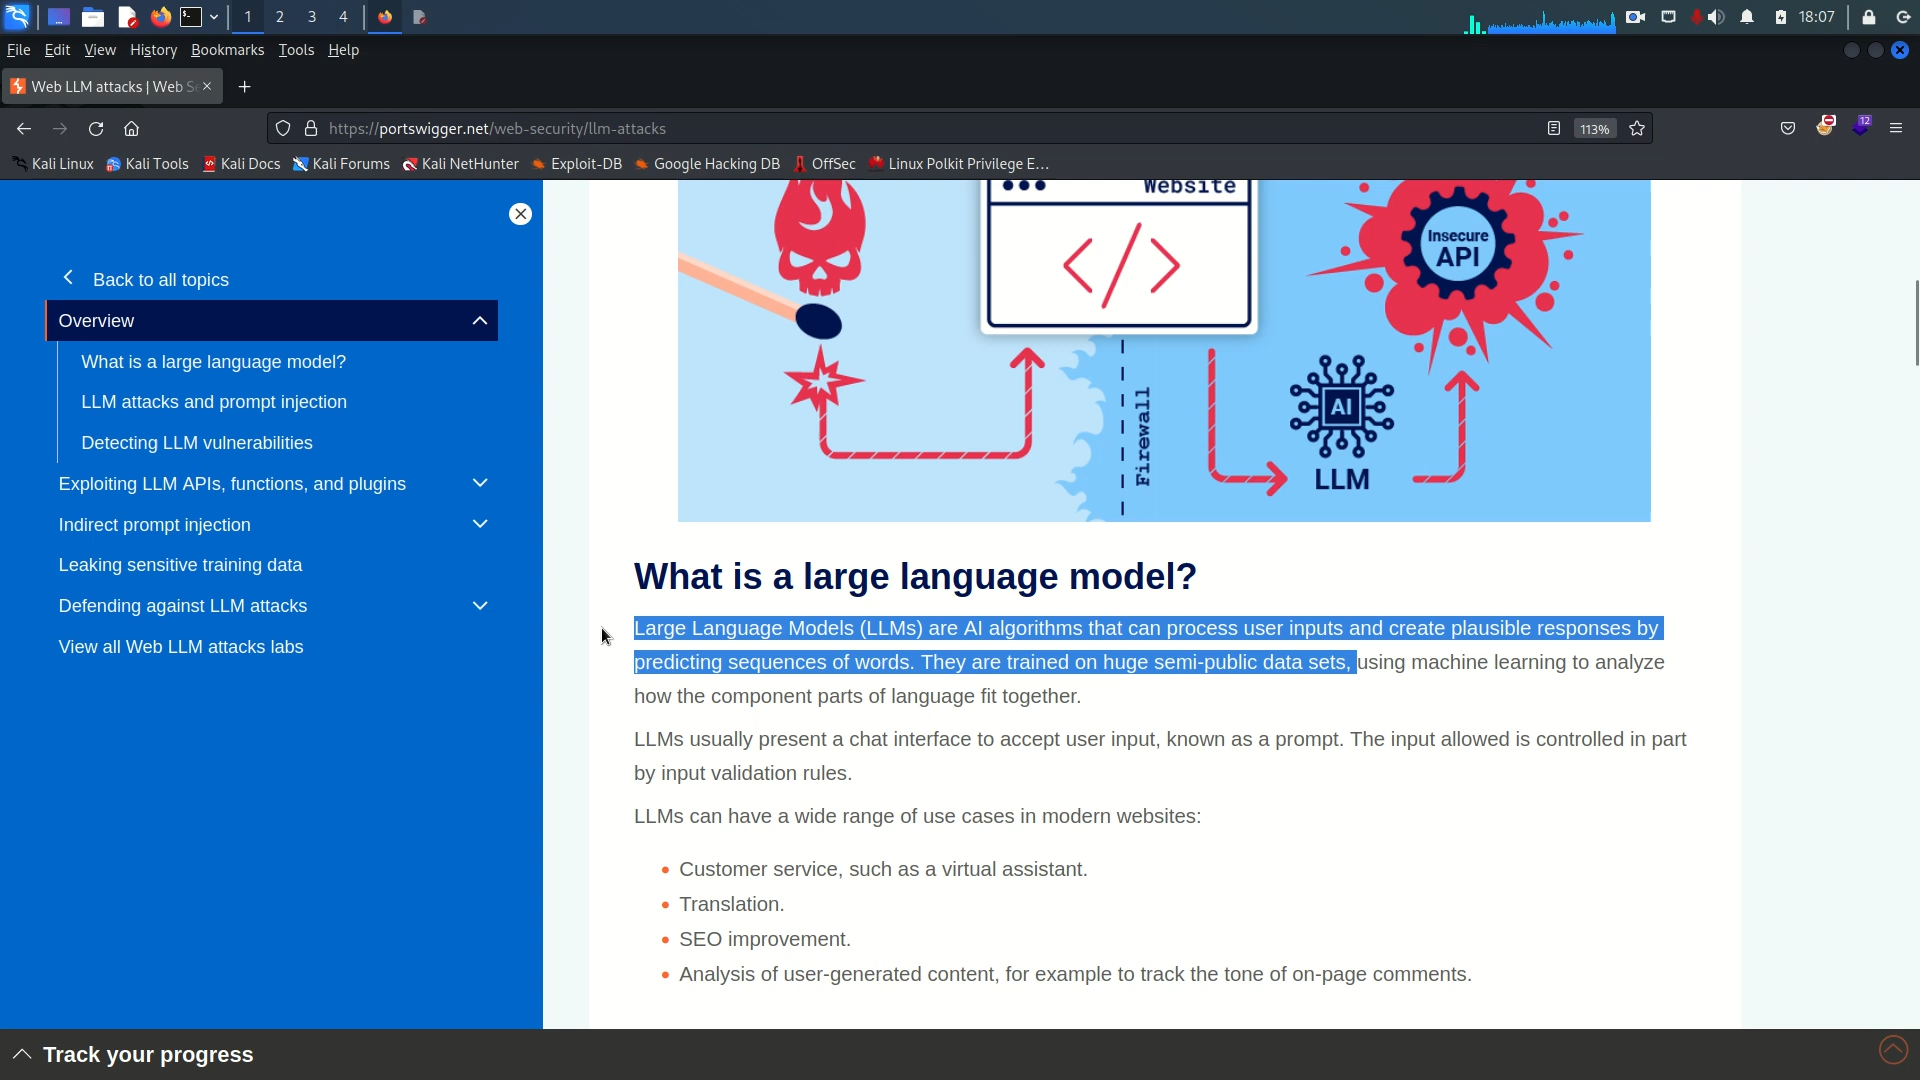 1 2 3 4 18:07
File Edit View History Bookmarks Tools Help
Web LLM attacks | Web S
https://portswigger.net/web-security/llm-attacks 113% 12
Kali Linux Kali Tools Kali Docs Kali Forums Kali NetHunter Exploit-DB Google Hacking DB OffSec Linux Polkit Privilege E…
Back to all topics
Overview
What is a large language model?
LLM attacks and prompt injection
Detecting LLM vulnerabilities
Exploiting LLM APIs, functions, and plugins
Indirect prompt injection
Leaking sensitive training data
Defending against LLM attacks
View all Web LLM attacks labs
Website
</>
Insecure
API
Firewall
AI
LLM
What is a large language model?
Large Language Models (LLMs) are AI algorithms that can process user inputs and create plausible responses by
predicting sequences of words. They are trained on huge semi-public data sets, using machine learning to analyze
how the component parts of language fit together.
LLMs usually present a chat interface to accept user input, known as a prompt. The input allowed is controlled in part
by input validation rules.
LLMs can have a wide range of use cases in modern websites:
• Customer service, such as a virtual assistant.
• Translation.
• SEO improvement.
• Analysis of user-generated content, for example to track the tone of on-page comments.
Track your progress